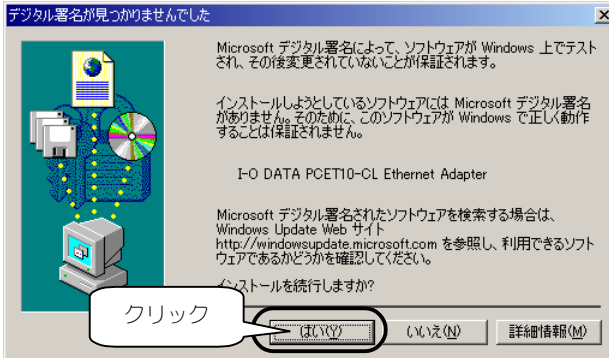 デジタル署名が見つかりませんでした
Microsoft デジタル署名によって、ソフトウェアが Windows 上でテスト
され、その後変更されていないことが保証されます。
インストールしようとしているソフトウェアには Microsoft デジタル署名
がありません。そのために、このソフトウェアが Windows で正しく動作
することは保証されません。
I-O DATA PCET10-CL Ethernet Adapter
Microsoft デジタル署名されたソフトウェアを検索する場合は、
Windows Update Web サイト
http://windowsupdate.microsoft.com を参照し、利用できるソフト
ウェアであるかどうかを確認してください。
インストールを続行しますか?
クリック
はい(Y) いいえ(N) 詳細情報(M)